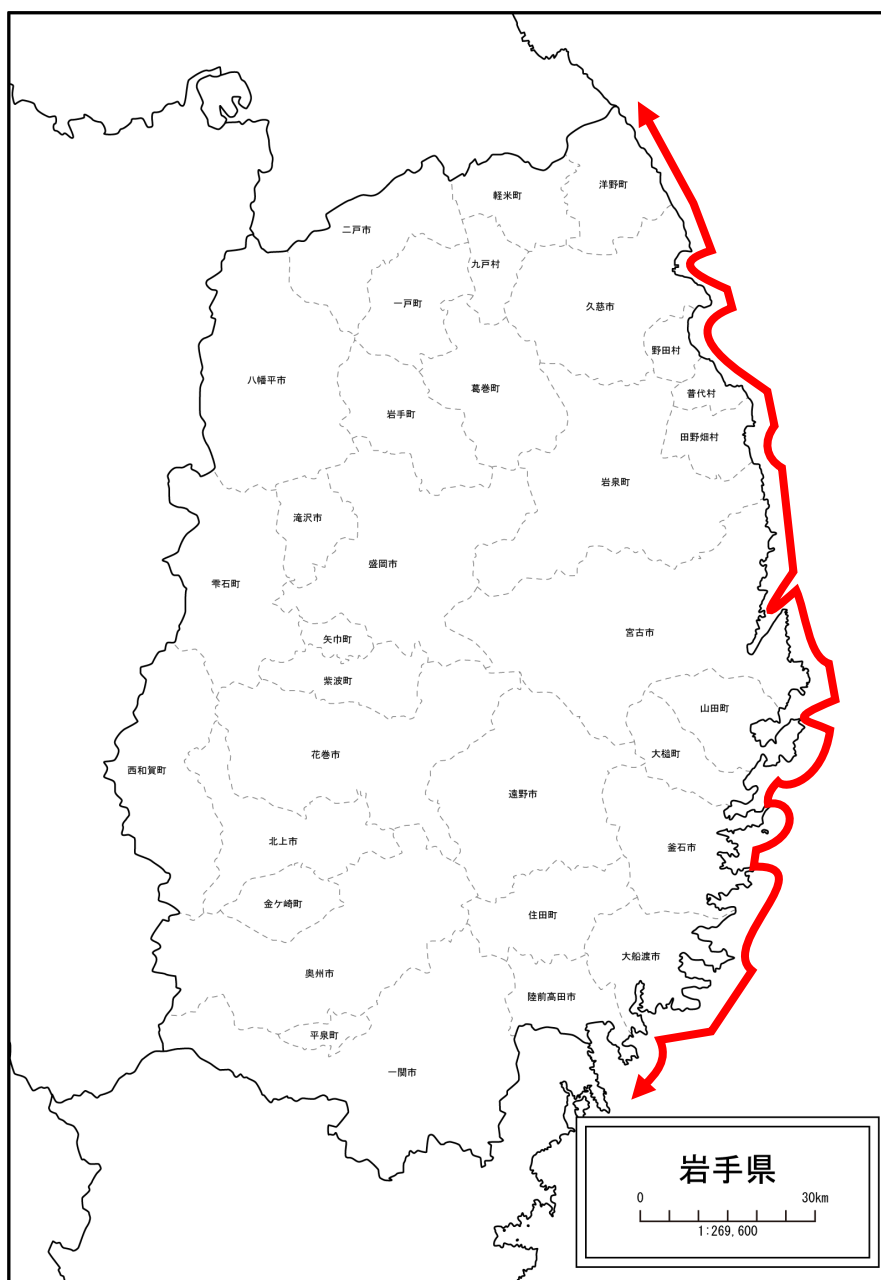 洋野町
軽米町
二戸市
九戸村
一戸町
久慈市
野田村
八幡平市
葛巻町
普代村
岩手町
田野畑村
岩泉町
滝沢市
盛岡市
雫石町
宮古市
矢巾町
紫波町
山田町
花巻市
大槌町
西和賀町
遠野市
北上市
釜石市
金ケ崎町
住田町
大船渡市
奥州市
陸前高田市
平泉町
一関市
岩手県
0 30km
1:269,600